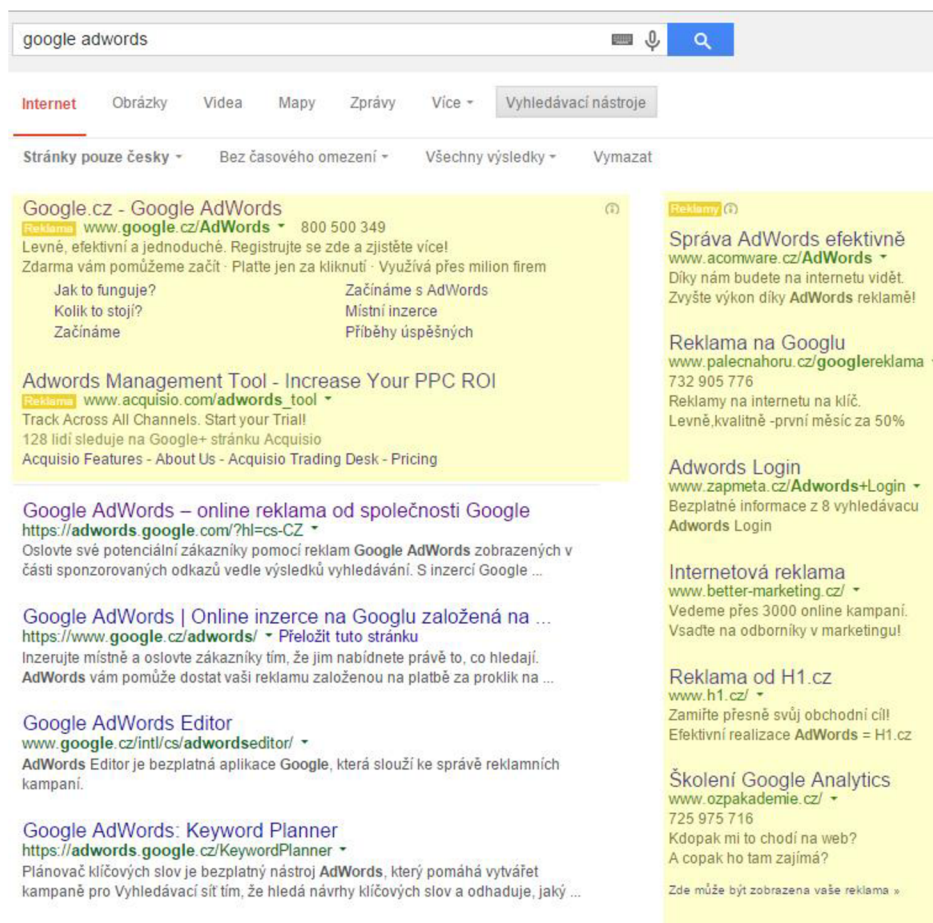 google adwords
Internet Obrázky Videa Mapy Zprávy Více Vyhledávací nástroje
Stránky pouze česky Bez časového omezení Všechny výsledky Vymazat
Google.cz - Google AdWords
Reklama www.google.cz/AdWords 800 500 349
Levné, efektivní a jednoduché. Registrujte se zde a zjistěte více!
Zdarma vám pomůžeme začít · Plaťte jen za kliknutí · Využívá přes milion firem
Jak to funguje? Začínáme s AdWords
Kolik to stojí? Místní inzerce
Začínáme Příběhy úspěšných
Adwords Management Tool - Increase Your PPC ROI
Reklama www.acquisio.com/adwords_tool
Track Across All Channels. Start your Trial!
128 lidí sleduje na Google+ stránku Acquisio
Acquisio Features - About Us - Acquisio Trading Desk - Pricing
Google AdWords – online reklama od společnosti Google
https://adwords.google.com/?hl=cs-CZ
Oslovte své potenciální zákazníky pomocí reklam Google AdWords zobrazených v
části sponzorovaných odkazů vedle výsledků vyhledávání. S inzercí Google ...
Google AdWords | Online inzerce na Googlu založená na ...
https://www.google.cz/adwords/ Přeložit tuto stránku
Inzerujte místně a oslovte zákazníky tím, že jim nabídnete právě to, co hledají.
AdWords vám pomůže dostat vaši reklamu založenou na platbě za proklik na ...
Google AdWords Editor
www.google.cz/intl/cs/adwordseditor/
AdWords Editor je bezplatná aplikace Google, která slouží ke správě reklamních
kampaní.
Google AdWords: Keyword Planner
https://adwords.google.cz/KeywordPlanner
Plánovač klíčových slov je bezplatný nástroj AdWords, který pomáhá vytvářet
kampaně pro Vyhledávací síť tím, že hledá návrhy klíčových slov a odhaduje, jaký ...
Reklamy
Správa AdWords efektivně
www.acomware.cz/AdWords
Díky nám budete na internetu vidět.
Zvyšte výkon díky AdWords reklamě!
Reklama na Googlu
www.palecnahoru.cz/googlereklama
732 905 776
Reklamy na internetu na klíč.
Levně,kvalitně -první měsíc za 50%
Adwords Login
www.zapmeta.cz/Adwords+Login
Bezplatné informace z 8 vyhledávacu
Adwords Login
Internetová reklama
www.better-marketing.cz/
Vedeme přes 3000 online kampaní.
Vsaďte na odborníky v marketingu!
Reklama od H1.cz
www.h1.cz/
Zamiřte přesně svůj obchodní cíl!
Efektivní realizace AdWords = H1.cz
Školení Google Analytics
www.ozpakademie.cz/
725 975 716
Kdopak mi to chodí na web?
A copak ho tam zajímá?
Zde může být zobrazena vaše reklama »